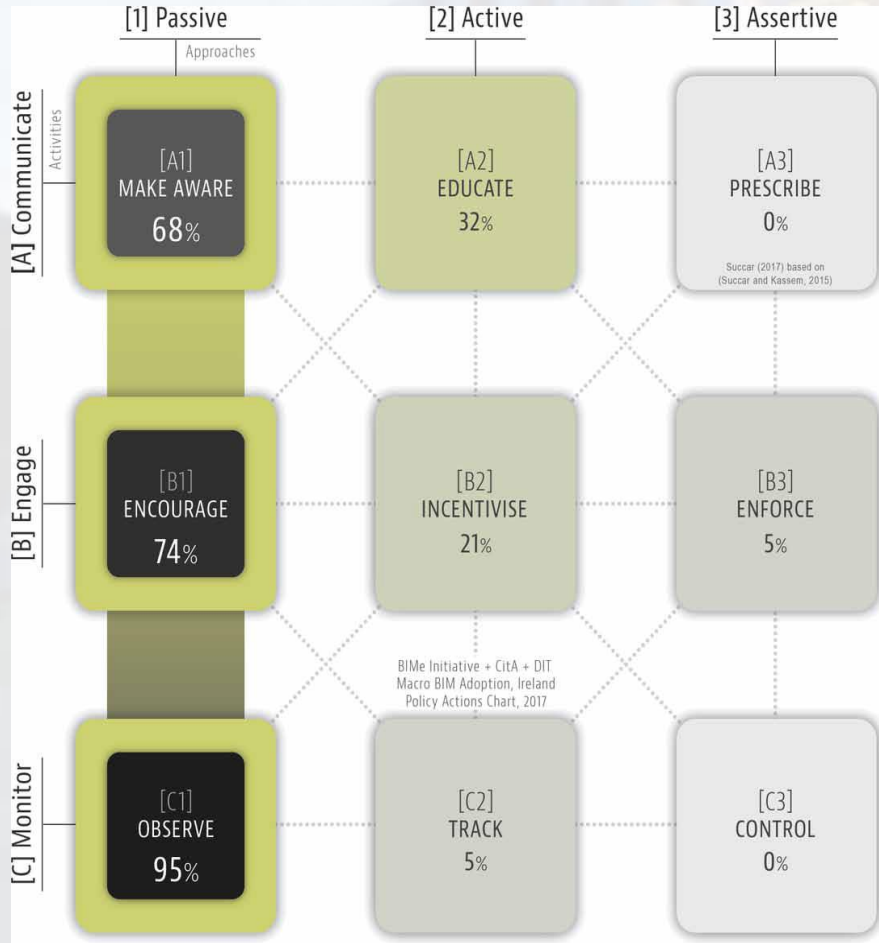 [1] Passive
[2] Active
[3] Assertive
Approaches
Activities
[A] Communicate
[A1]
MAKE AWARE
68%
[A2]
EDUCATE
32%
[A3]
PRESCRIBE
0%
Succar (2017) based on
(Succar and Kassem, 2015)
[B] Engage
[B1]
ENCOURAGE
74%
[B2]
INCENTIVISE
21%
[B3]
ENFORCE
5%
BIMe Initiative + CitA + DIT
Macro BIM Adoption, Ireland
Policy Actions Chart, 2017
[C] Monitor
[C1]
OBSERVE
95%
[C2]
TRACK
5%
[C3]
CONTROL
0%